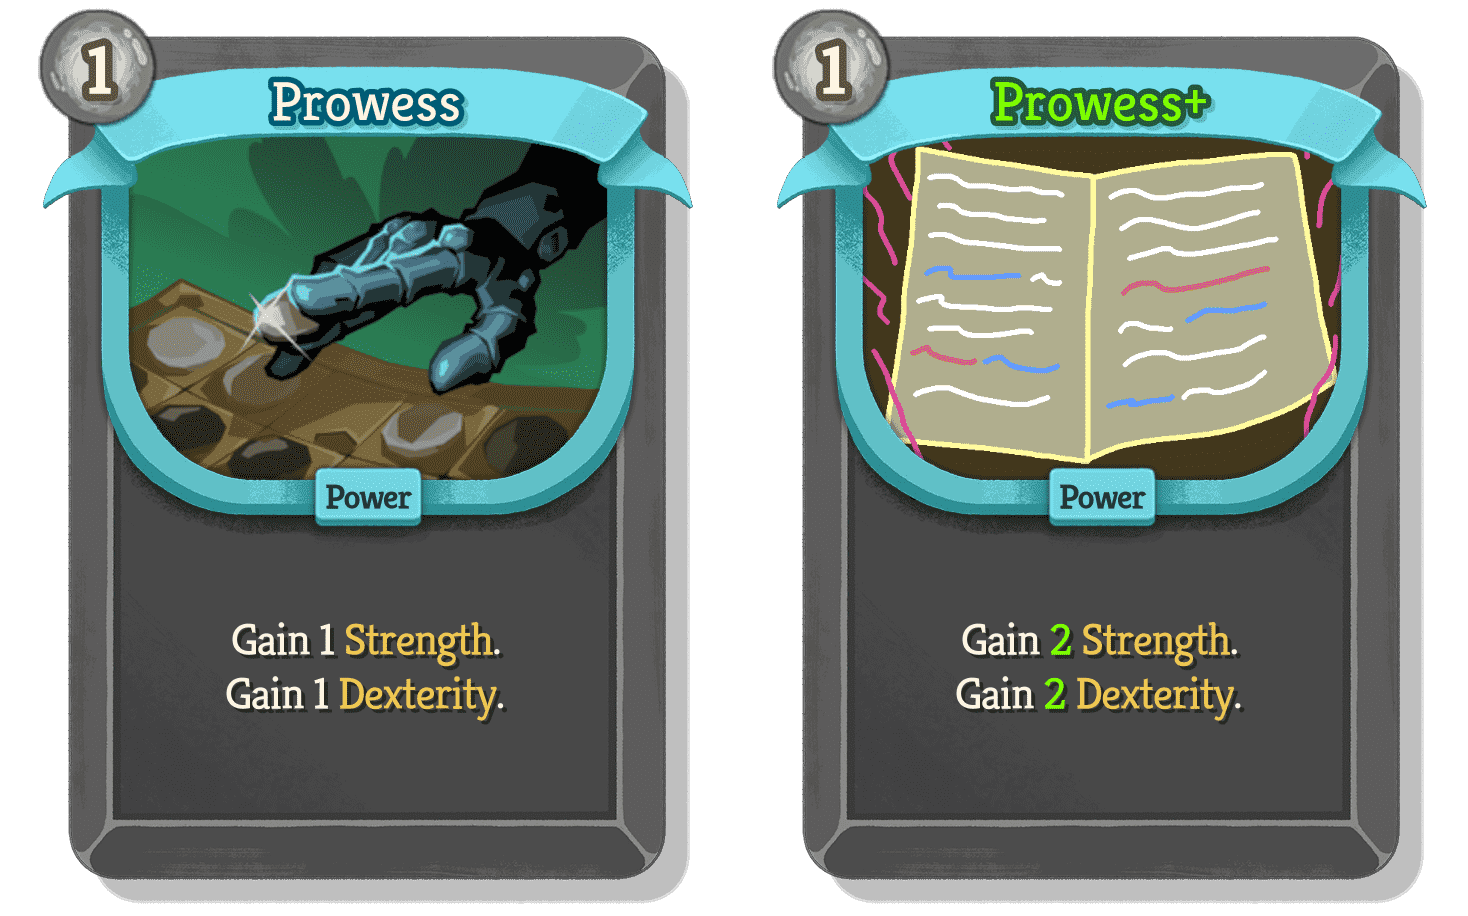 1
Prowess
Power
Gain 1 Strength.
Gain 1 Dexterity.
1
Prowess+
Power
Gain 2 Strength.
Gain 2 Dexterity.